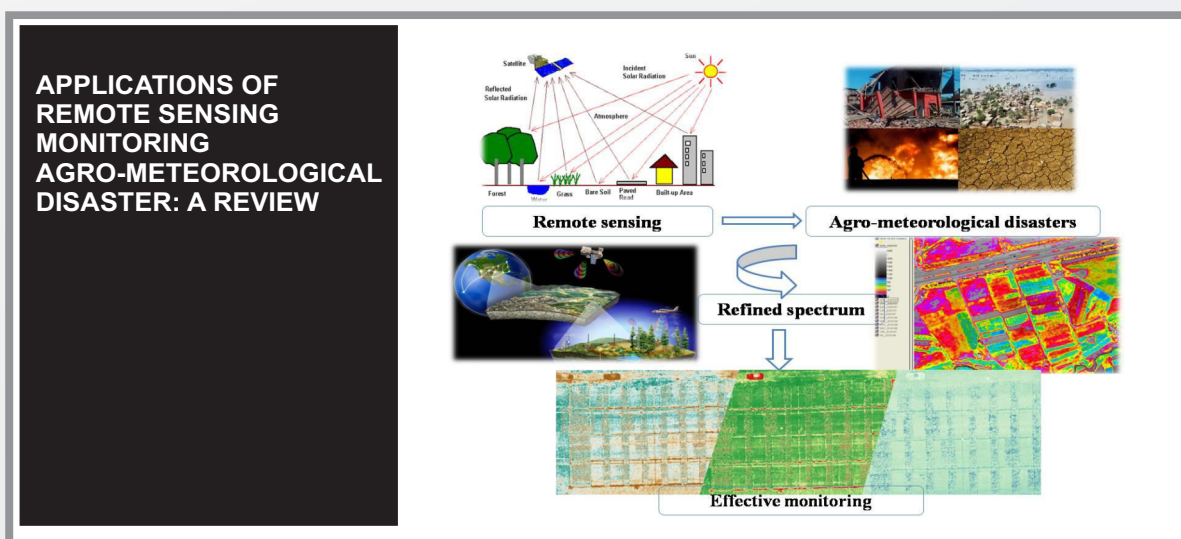 APPLICATIONS OF
REMOTE SENSING
MONITORING
AGRO-METEOROLOGICAL
DISASTER: A REVIEW
Satellite
Sun
Incident
Solar Radiation
Reflected
Solar Radiation
Atmosphere
Forest
Water
Grass
Bare Soil
Paved
Road
Built-up Area
Remote sensing
Agro-meteorological disasters
Refined spectrum
Effective monitoring